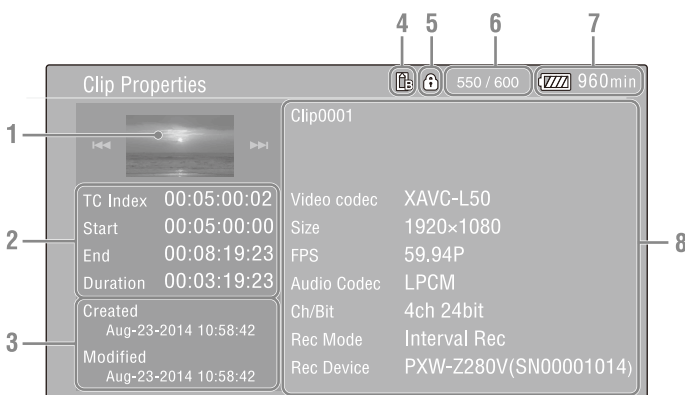 4 5 6 7
Clip Properties B 550 / 600 960min
1
Clip0001
TC Index 00:05:00:02
Start 00:05:00:00
End 00:08:19:23
Duration 00:03:19:23
2
Created
Aug-23-2014 10:58:42
Modified
Aug-23-2014 10:58:42
3
Video codec XAVC-L50
Size 1920×1080
FPS 59.94P
Audio Codec LPCM
Ch/Bit 4ch 24bit
Rec Mode Interval Rec
Rec Device PXW-Z280V(SN00001014)
8